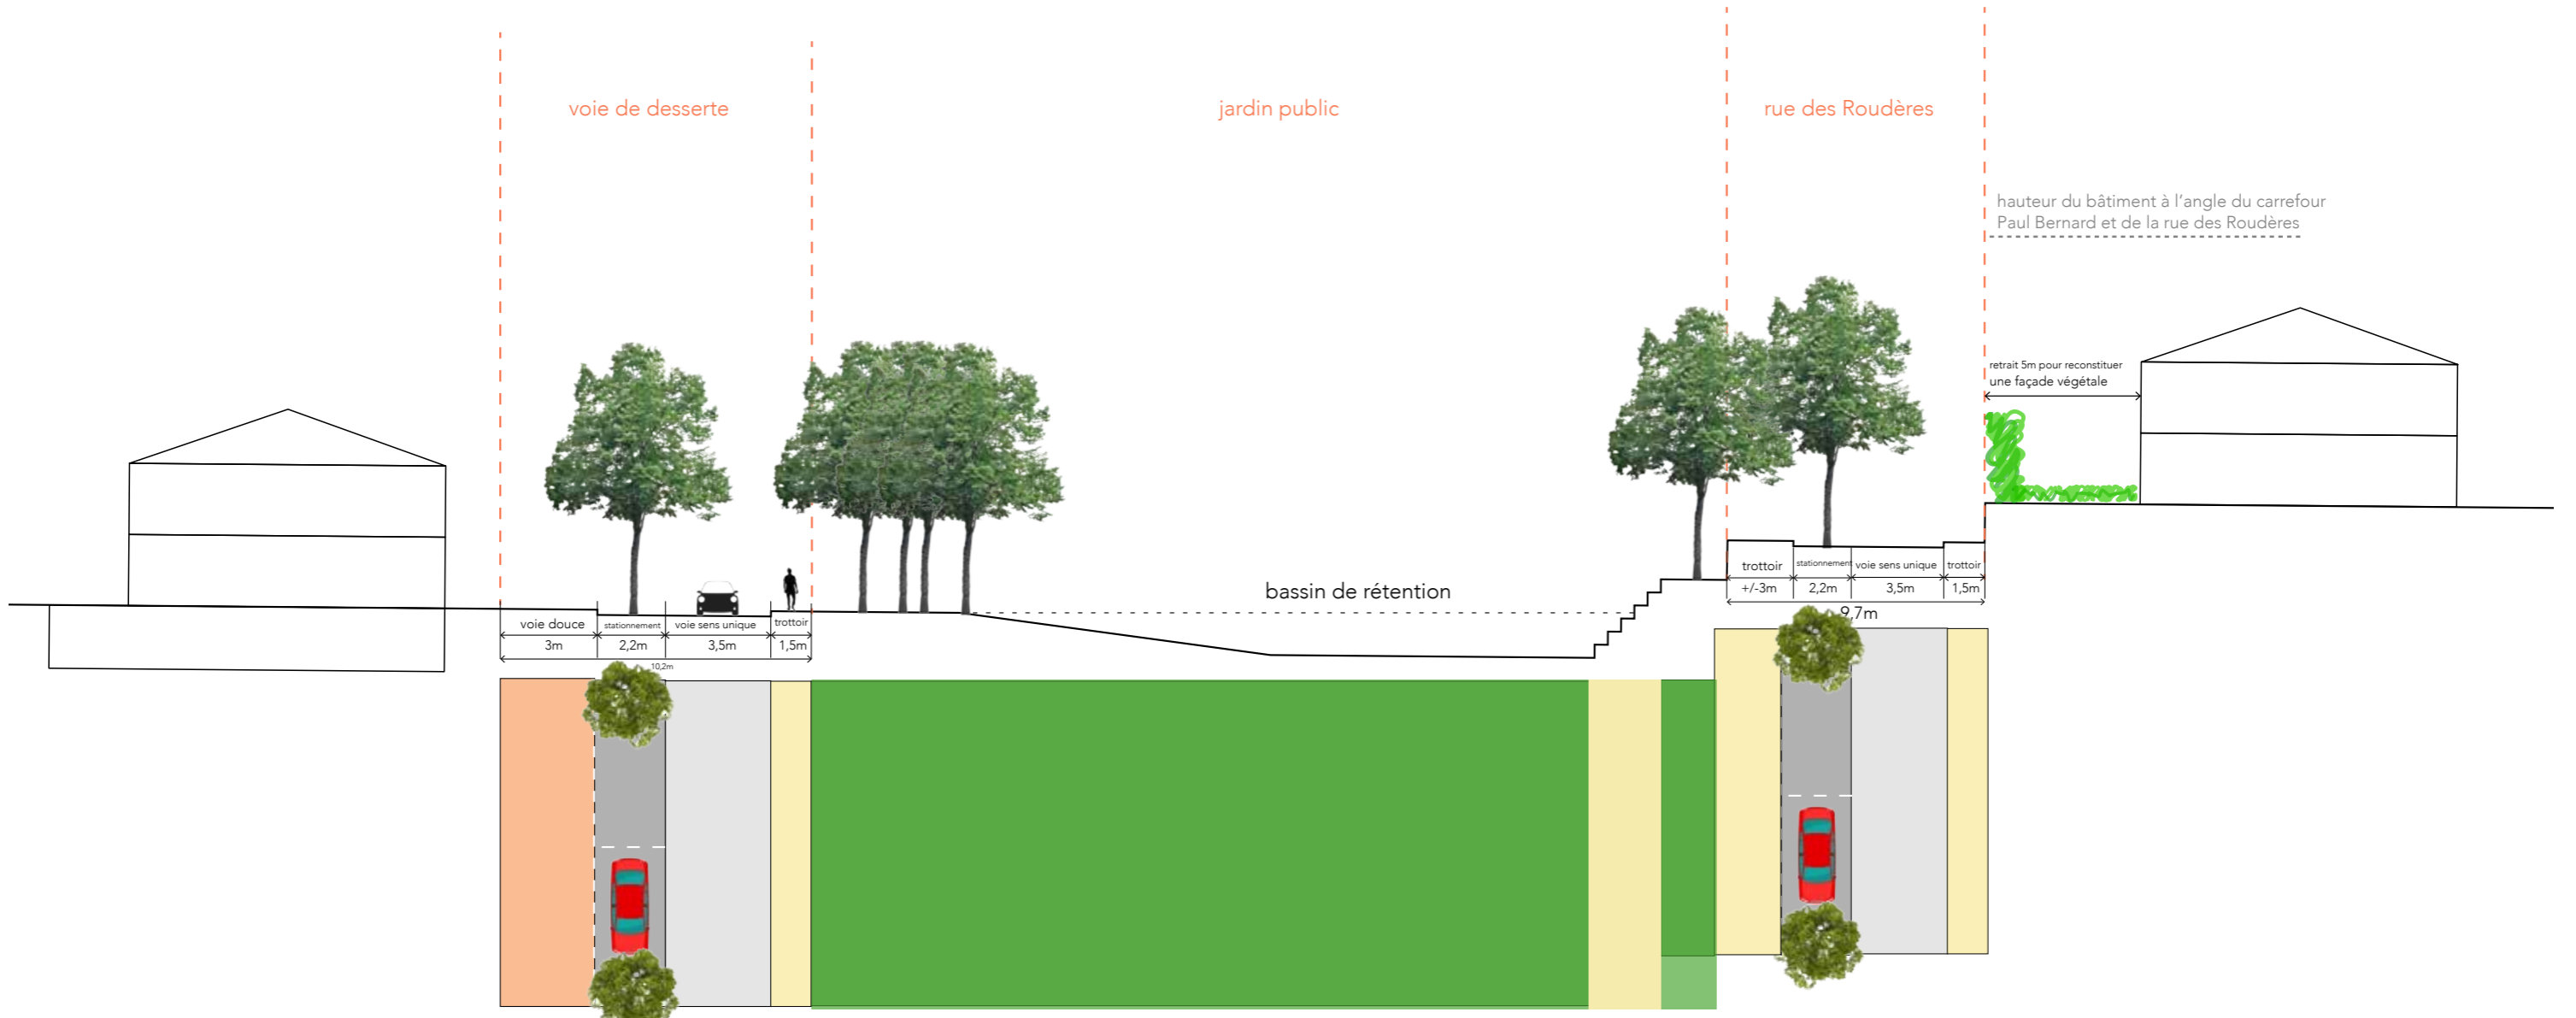 voie de desserte
jardin public
rue des Roudères
hauteur du bâtiment à l'angle du carrefour
Paul Bernard et de la rue des Roudères
retrait 5m pour reconstituer
une façade végétale
bassin de rétention
trottoir
stationnement
voie sens unique
trottoir
+/-3m
2,2m
3,5m
1,5m
9,7m
voie douce
stationnement
voie sens unique
trottoir
3m
2,2m
3,5m
1,5m
10,2m